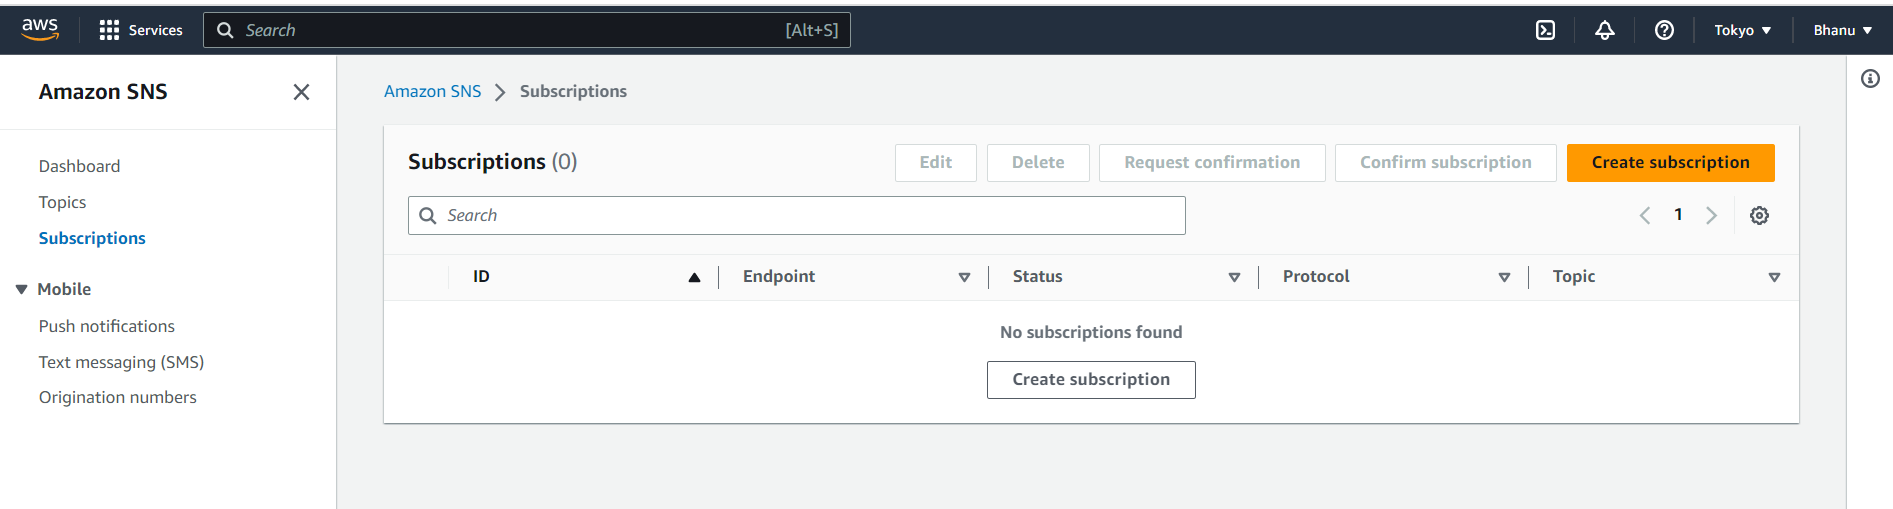 aws Services Search [Alt+S] Tokyo Bhanu
Amazon SNS
Dashboard
Topics
Subscriptions
Mobile
Push notifications
Text messaging (SMS)
Origination numbers
Amazon SNS Subscriptions
Subscriptions (0) Edit Delete Request confirmation Confirm subscription Create subscription
Search 1
ID Endpoint Status Protocol Topic
No subscriptions found
Create subscription